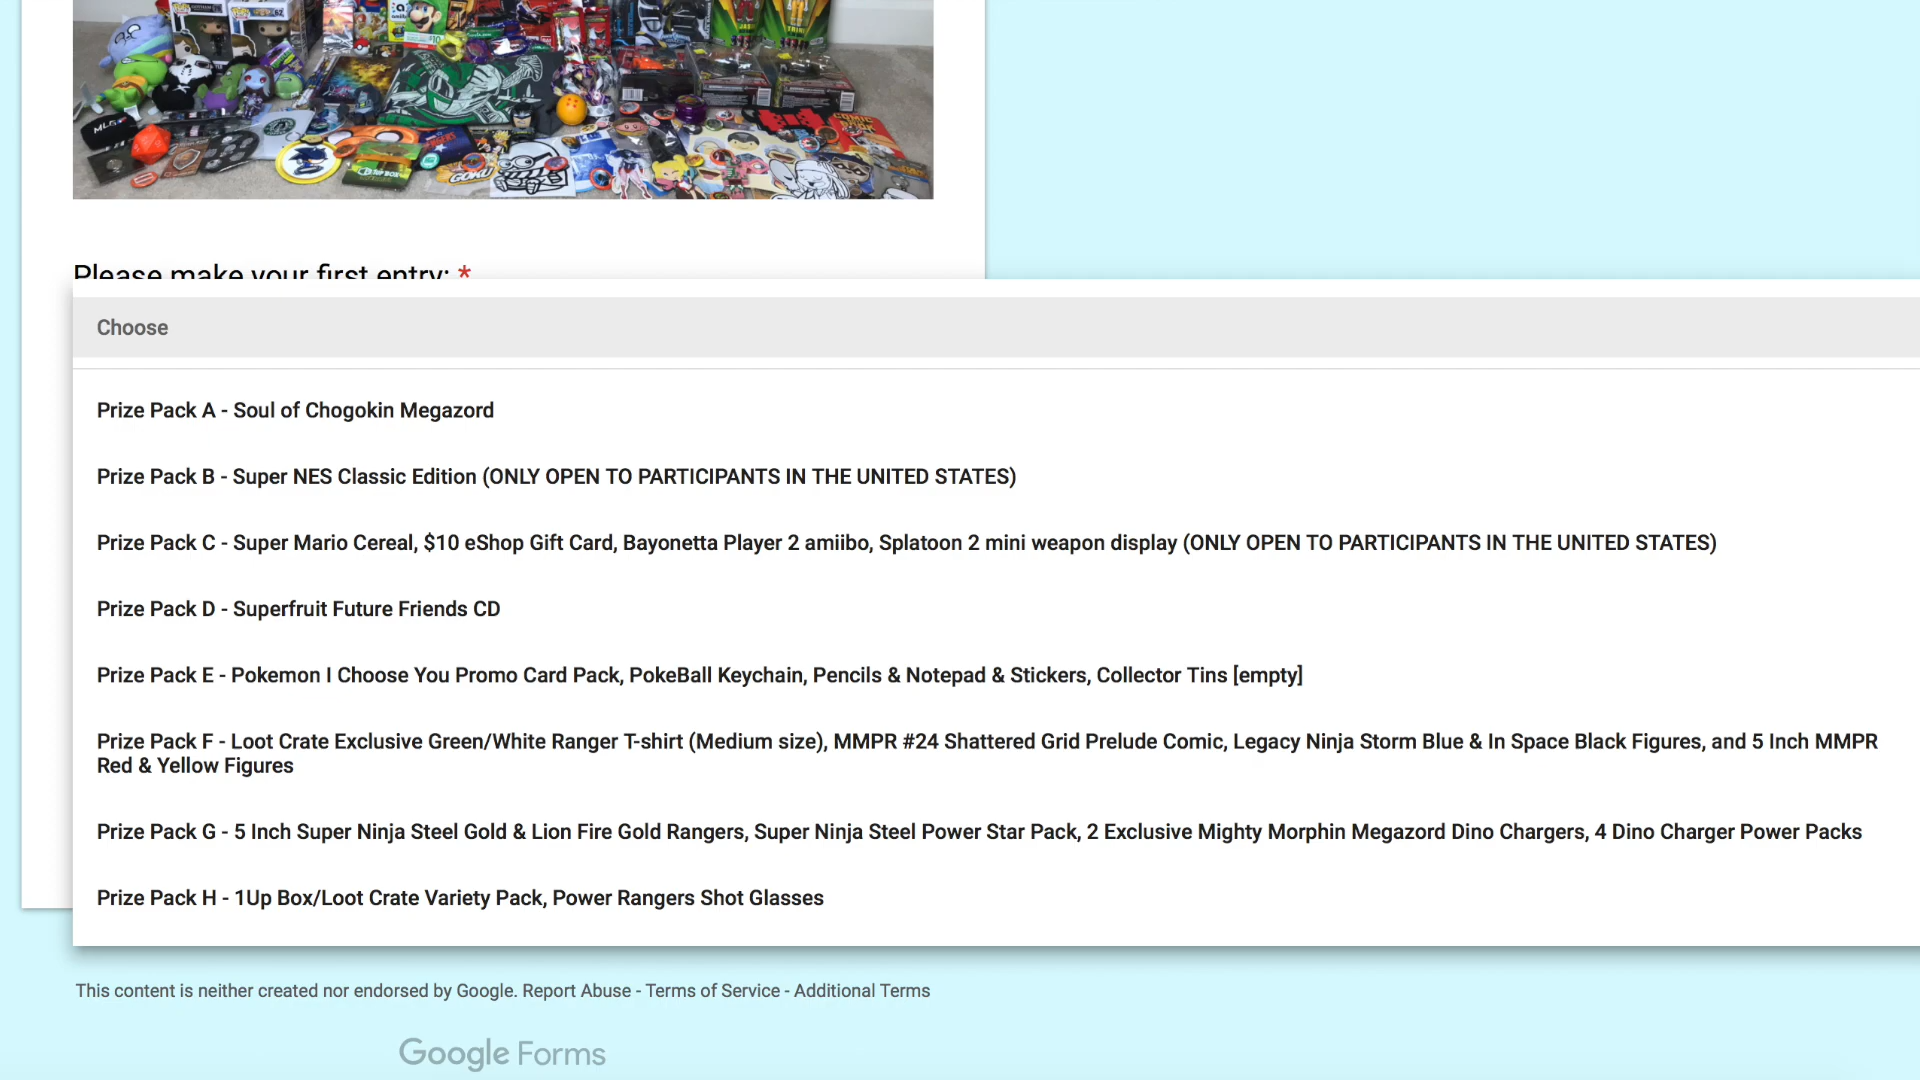 62
$10
MLG
COMIC
BOOK
GOKU
Please make your first entry: *
Choose
Prize Pack A - Soul of Chogokin Megazord
Prize Pack B - Super NES Classic Edition (ONLY OPEN TO PARTICIPANTS IN THE UNITED STATES)
Prize Pack C - Super Mario Cereal, $10 eShop Gift Card, Bayonetta Player 2 amiibo, Splatoon 2 mini weapon display (ONLY OPEN TO PARTICIPANTS IN THE UNITED STATES)
Prize Pack D - Superfruit Future Friends CD
Prize Pack E - Pokemon I Choose You Promo Card Pack, PokeBall Keychain, Pencils & Notepad & Stickers, Collector Tins [empty]
Prize Pack F - Loot Crate Exclusive Green/White Ranger T-shirt (Medium size), MMPR #24 Shattered Grid Prelude Comic, Legacy Ninja Storm Blue & In Space Black Figures, and 5 Inch MMPR
Red & Yellow Figures
Prize Pack G - 5 Inch Super Ninja Steel Gold & Lion Fire Gold Rangers, Super Ninja Steel Power Star Pack, 2 Exclusive Mighty Morphin Megazord Dino Chargers, 4 Dino Charger Power Packs
Prize Pack H - 1Up Box/Loot Crate Variety Pack, Power Rangers Shot Glasses
This content is neither created nor endorsed by Google. Report Abuse - Terms of Service - Additional Terms
Google Forms